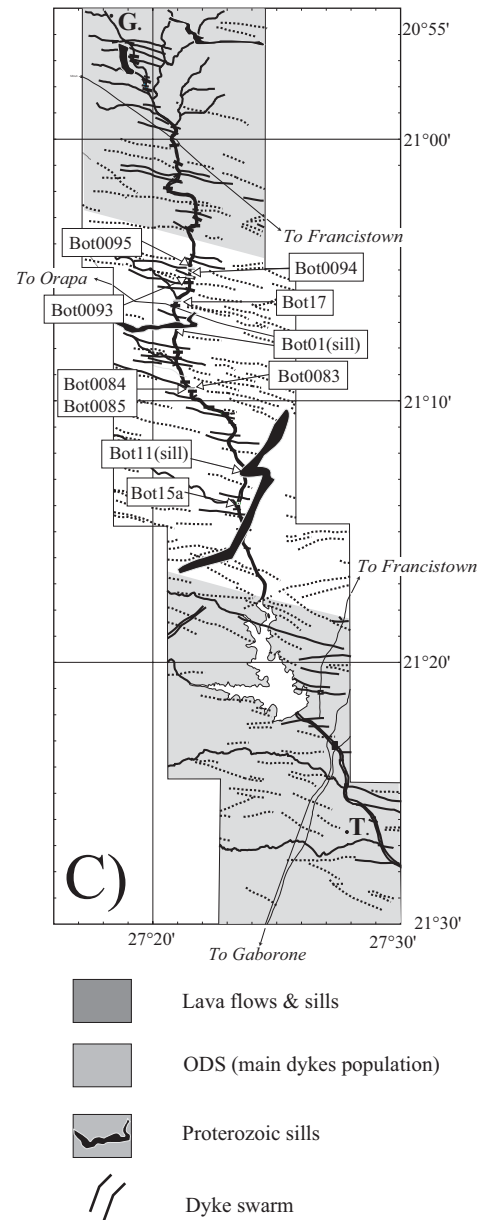 .G.
20˚55'
21˚00'
To Francistown
Bot0095
Bot0094
To Orapa
Bot0093
Bot17
Bot01(sill)
Bot0084
Bot0085
Bot0083
21˚10'
Bot11(sill)
Bot15a
To Francistown
21˚20'
.T.
C)
21˚30'
27˚20'
27˚30'
To Gaborone
Lava flows & sills
ODS (main dykes population)
Proterozoic sills
Dyke swarm